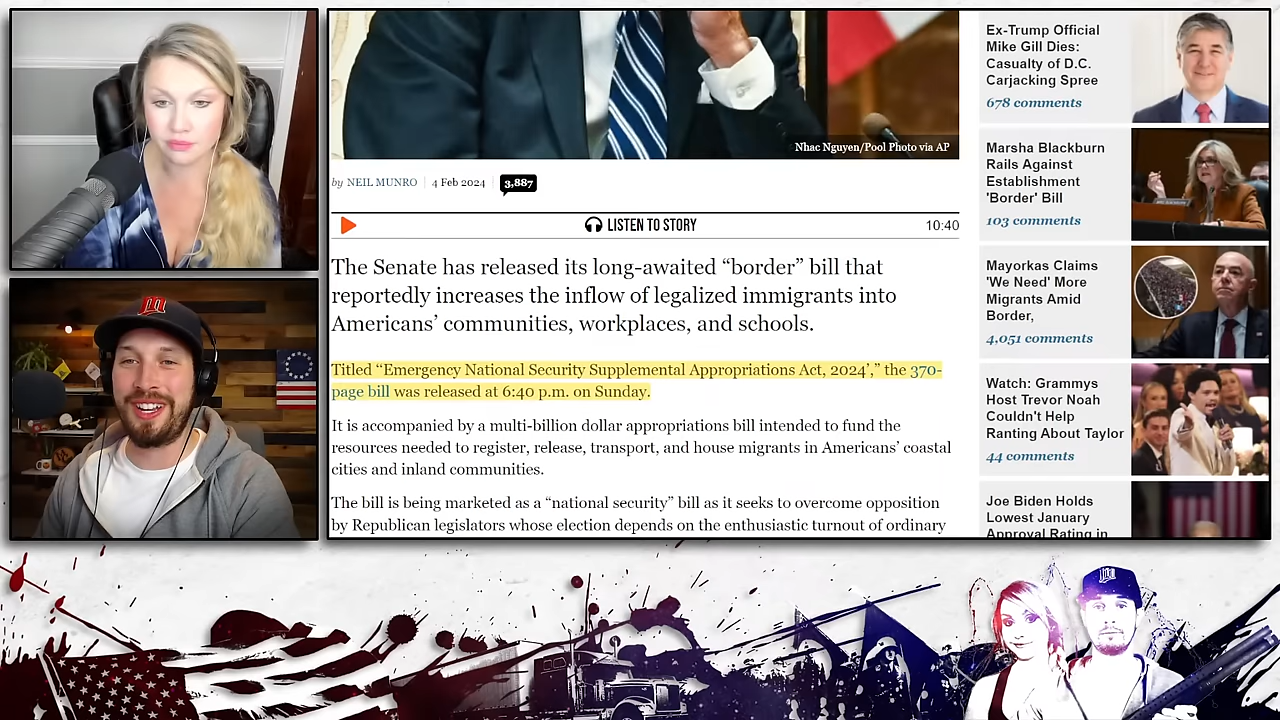 Nhac Nguyen/Pool Photo via AP
by NEIL MUNRO 4 Feb 2024 3,887
LISTEN TO STORY 10:40
The Senate has released its long-awaited “border” bill that
reportedly increases the inflow of legalized immigrants into
Americans’ communities, workplaces, and schools.
Titled “Emergency National Security Supplemental Appropriations Act, 2024’,” the 370-
page bill was released at 6:40 p.m. on Sunday.
It is accompanied by a multi-billion dollar appropriations bill intended to fund the
resources needed to register, release, transport, and house migrants in Americans’ coastal
cities and inland communities.
The bill is being marketed as a “national security” bill as it seeks to overcome opposition
by Republican legislators whose election depends on the enthusiastic turnout of ordinary
Ex-Trump Official
Mike Gill Dies:
Casualty of D.C.
Carjacking Spree
678 comments
Marsha Blackburn
Rails Against
Establishment
'Border' Bill
103 comments
Mayorkas Claims
'We Need' More
Migrants Amid
Border,
4,051 comments
Watch: Grammys
Host Trevor Noah
Couldn't Help
Ranting About Taylor
44 comments
Joe Biden Holds
Lowest January
Approval Rating in